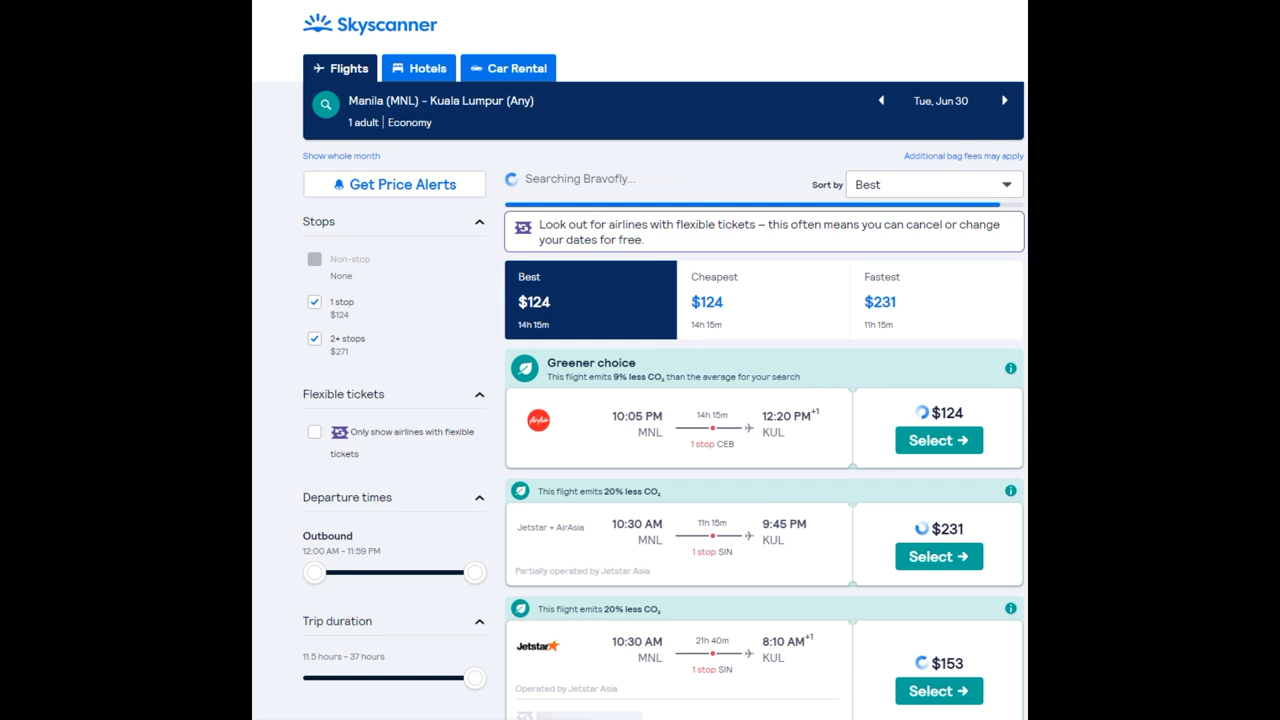 Skyscanner
Flights
Hotels
Car Rental
Manila (MNL) – Kuala Lumpur (Any)
Tue, Jun 30
1 adult | Economy
Show whole month
Additional bag fees may apply
Get Price Alerts
Searching Bravofly...
Sort by
Best
Look out for airlines with flexible tickets – this often means you can cancel or change
your dates for free.
Stops
Non-stop
None
1 stop
$124
2+ stops
$271
Flexible tickets
Only show airlines with flexible
tickets
Departure times
Outbound
12:00 AM – 11:59 PM
Trip duration
11.5 hours – 37 hours
Best
$124
14h 15m
Cheapest
$124
14h 15m
Fastest
$231
11h 15m
Greener choice
This flight emits 9% less CO₂ than the average for your search
AirAsia
10:05 PM
MNL
14h 15m
1 stop CEB
12:20 PM+1
KUL
$124
Select →
This flight emits 20% less CO₂
Jetstar + AirAsia
10:30 AM
MNL
11h 15m
1 stop SIN
9:45 PM
KUL
Partially operated by Jetstar Asia
$231
Select →
This flight emits 20% less CO₂
Jetstar
10:30 AM
MNL
21h 40m
1 stop SIN
8:10 AM+1
KUL
Operated by Jetstar Asia
$153
Select →